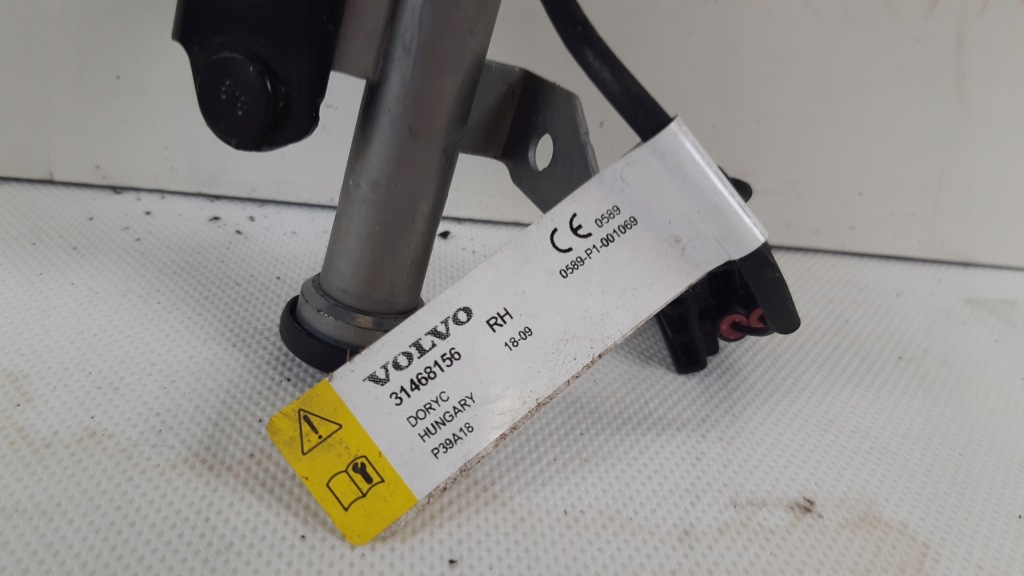 CE 0589
0589-P1-001069
VOLVO RH
31468156 18-09
DORYC
HUNGARY
P39A18